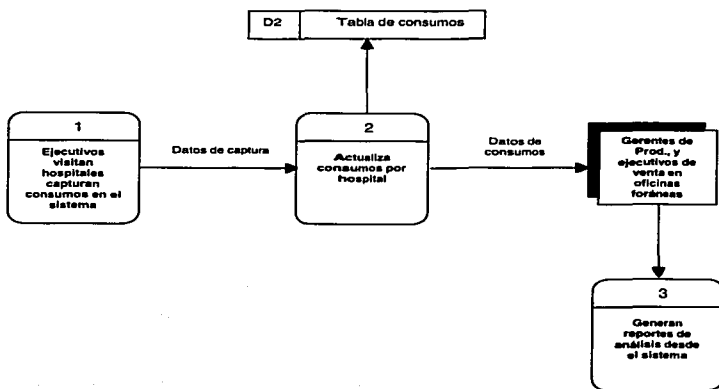 D2 Tabla de consumos
1
Ejecutivos
visitan
hospitales
capturan
consumos en el
sistema
Datos de captura
2
Actualiza
consumos por
hospital
Datos de
consumos
Gerentes de
Prod., y
ejecutivos de
venta en
oficinas
foráneas
3
Generan
reportes de
análisis desde
el sistema